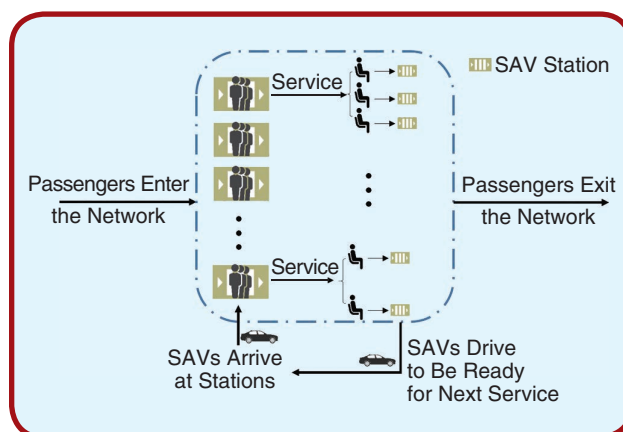 Service
SAV Station
Passengers Enter
the Network
Passengers Exit
the Network
Service
SAVs Arrive
at Stations
SAVs Drive
to Be Ready
for Next Service